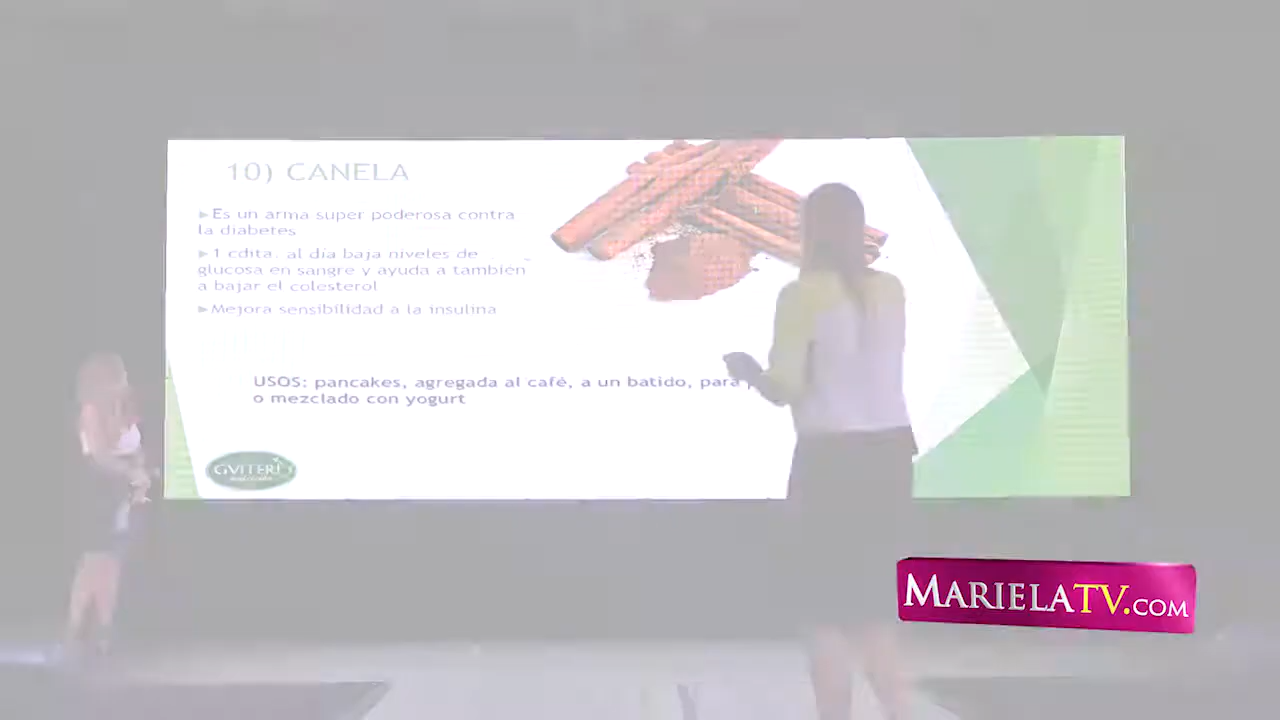 10) CANELA
►Es un arma super poderosa contra
la diabetes
►1 cdita. al día baja niveles de
glucosa en sangre y ayuda a también
a bajar el colesterol
►Mejora sensibilidad a la insulina
USOS: pancakes, agregada al café, a un batido, para
o mezclado con yogurt
GVITERI
MARIELATV.COM